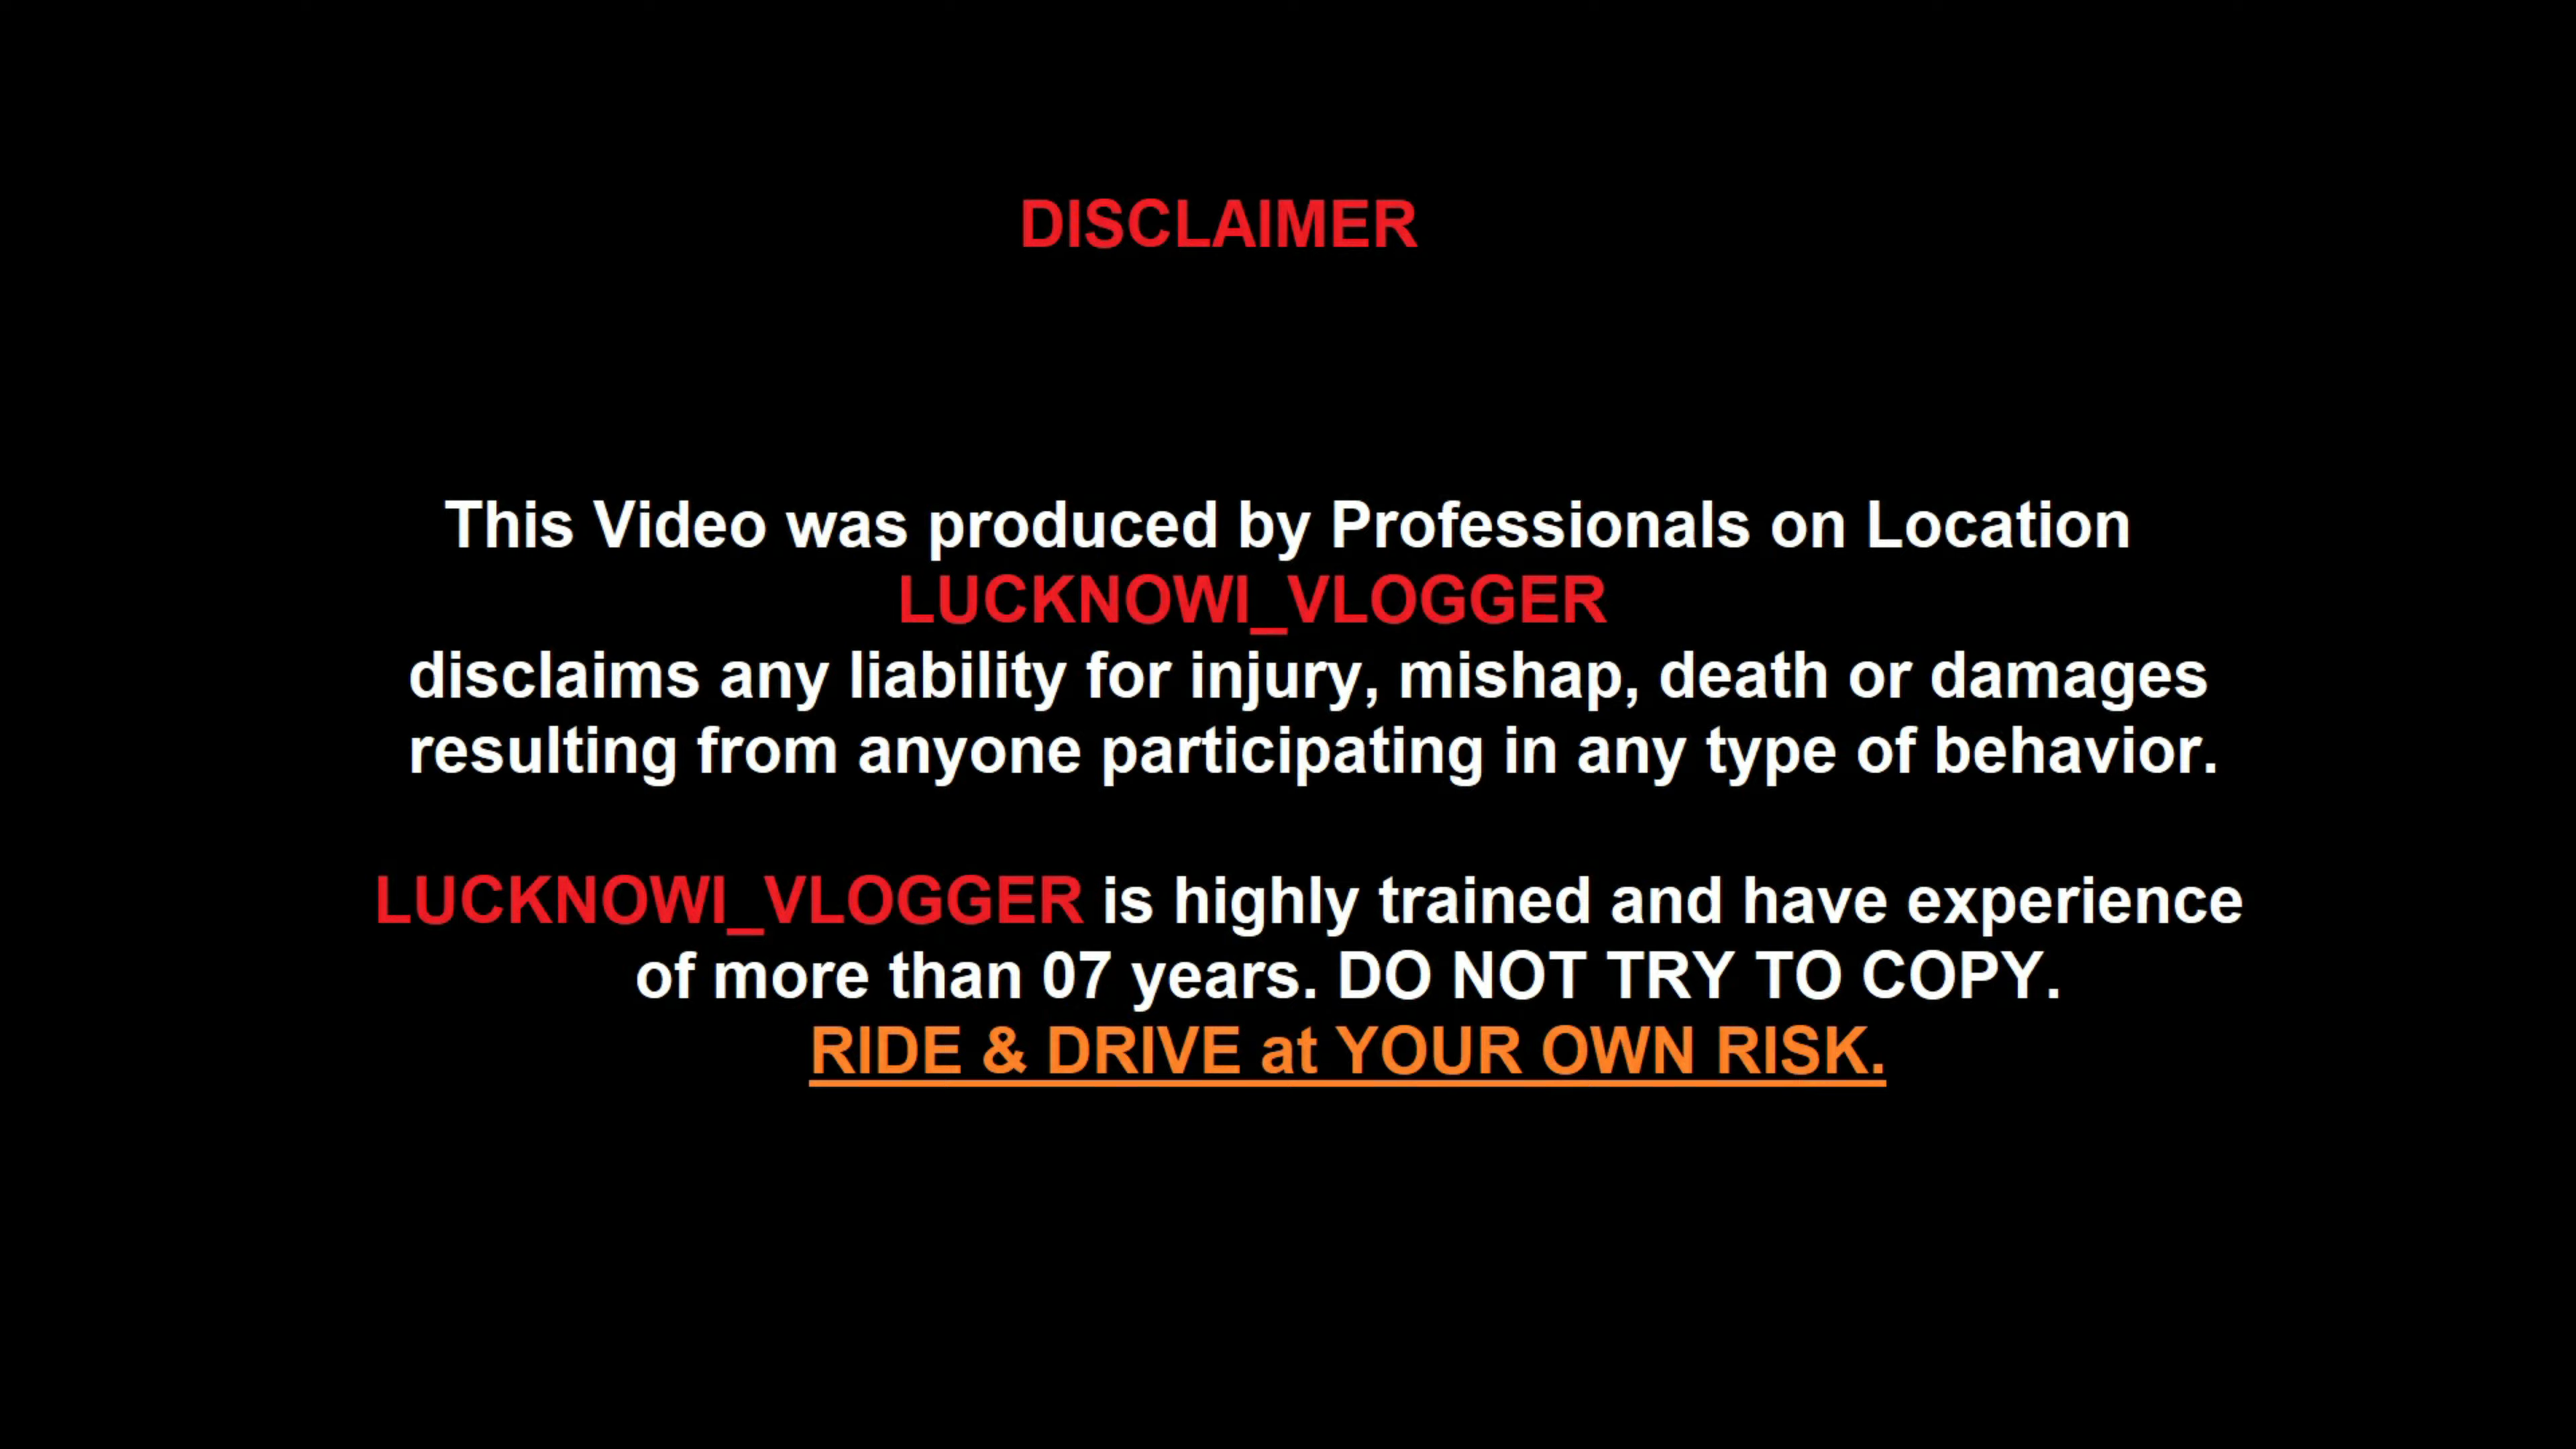 DISCLAIMER
This Video was produced by Professionals on Location
LUCKNOWI_VLOGGER
disclaims any liability for injury, mishap, death or damages
resulting from anyone participating in any type of behavior.
LUCKNOWI_VLOGGER is highly trained and have experience
of more than 07 years. DO NOT TRY TO COPY.
RIDE & DRIVE at YOUR OWN RISK.